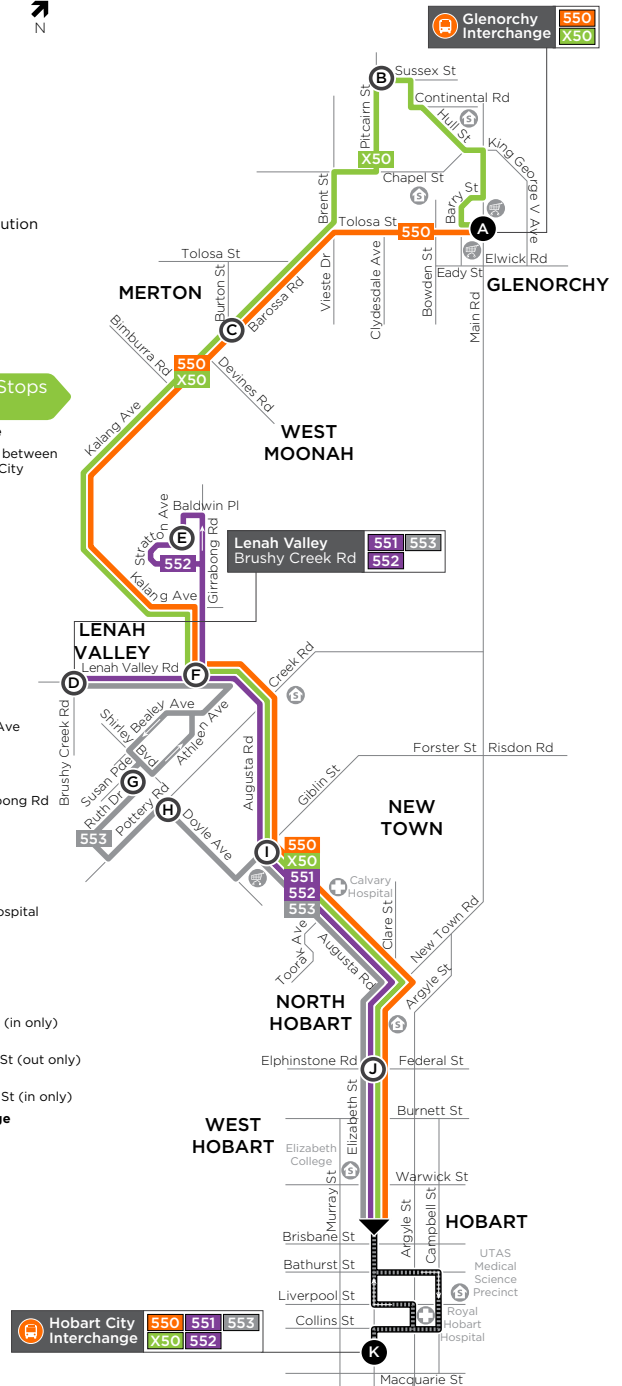 N
Glenorchy
Interchange
550
X50
B
Sussex St
Continental Rd
Pitcairn St
Hull St
King George V Ave
X50
Chapel St
Brent St
Barry St
ution
Tolosa St
550
A
Tolosa St
Elwick Rd
Eady St
GLENORCHY
MERTON
Burton St
Barossa Rd
Vieste Dr
Clydesdale Ave
Bowden St
Main Rd
C
Bimburra Rd
550
X50
Devines Rd
Stops
Kalang Ave
WEST
MOONAH
e
between
City
Baldwin Pl
Stratton Ave
E
Girrabong Rd
552
Lenah Valley
Brushy Creek Rd
551
553
552
Kalang Ave
LENAH
VALLEY
Lenah Valley Rd
D
F
Creek Rd
Brushy Creek Rd
Bealey Ave
Shirley
Bvd
Athleen Ave
Ave
Augusta Rd
Forster St
Risdon Rd
Susan Pde
G
Giblin St
Ruth Dr
Pottery Rd
H
ong Rd
NEW
TOWN
553
Doyle Ave
I
550
X50
551
552
553
Calvary
Hospital
Clare St
New Town Rd
spital
Toorak Ave
Augusta Rd
Argyle St
NORTH
HOBART
(in only)
St (out only)
Elphinstone Rd
J
Federal St
St (in only)
ge
WEST
HOBART
Elizabeth St
Burnett St
Elizabeth
College
Murray St
Warwick St
Argyle St
Campbell St
HOBART
Brisbane St
UTAS
Medical
Science
Precinct
Bathurst St
Liverpool St
Collins St
Royal
Hobart
Hospital
Hobart City
Interchange
550
551
553
X50
552
K
Macquarie St